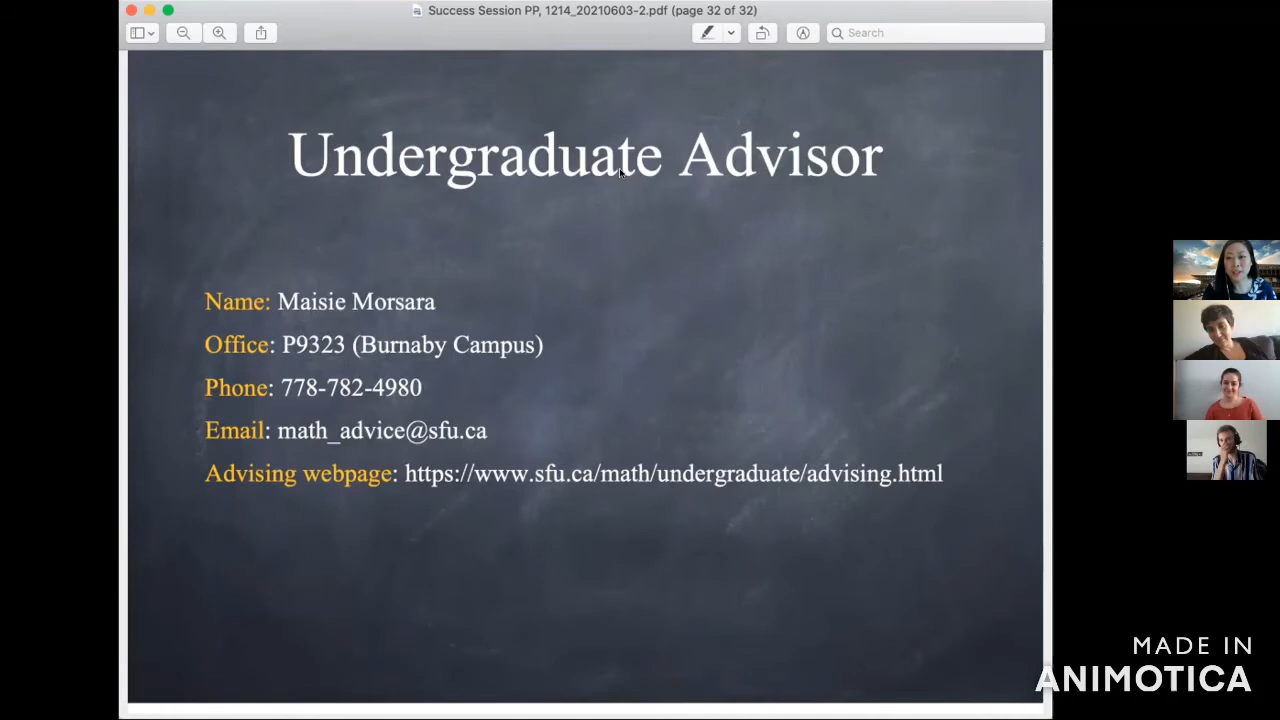 Success Session PP, 1214_20210603-2.pdf (page 32 of 32)
Search
Undergraduate Advisor
Name: Maisie Morsara
Office: P9323 (Burnaby Campus)
Phone: 778-782-4980
Email: math_advice@sfu.ca
Advising webpage: https://www.sfu.ca/math/undergraduate/advising.html
MADE IN
ANIMOTICA